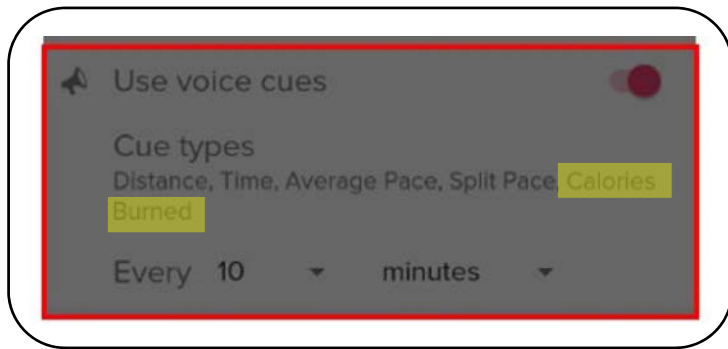 Use voice cues
Cue types
Distance, Time, Average Pace, Split Pace, Calories
Burned
Every 10 minutes